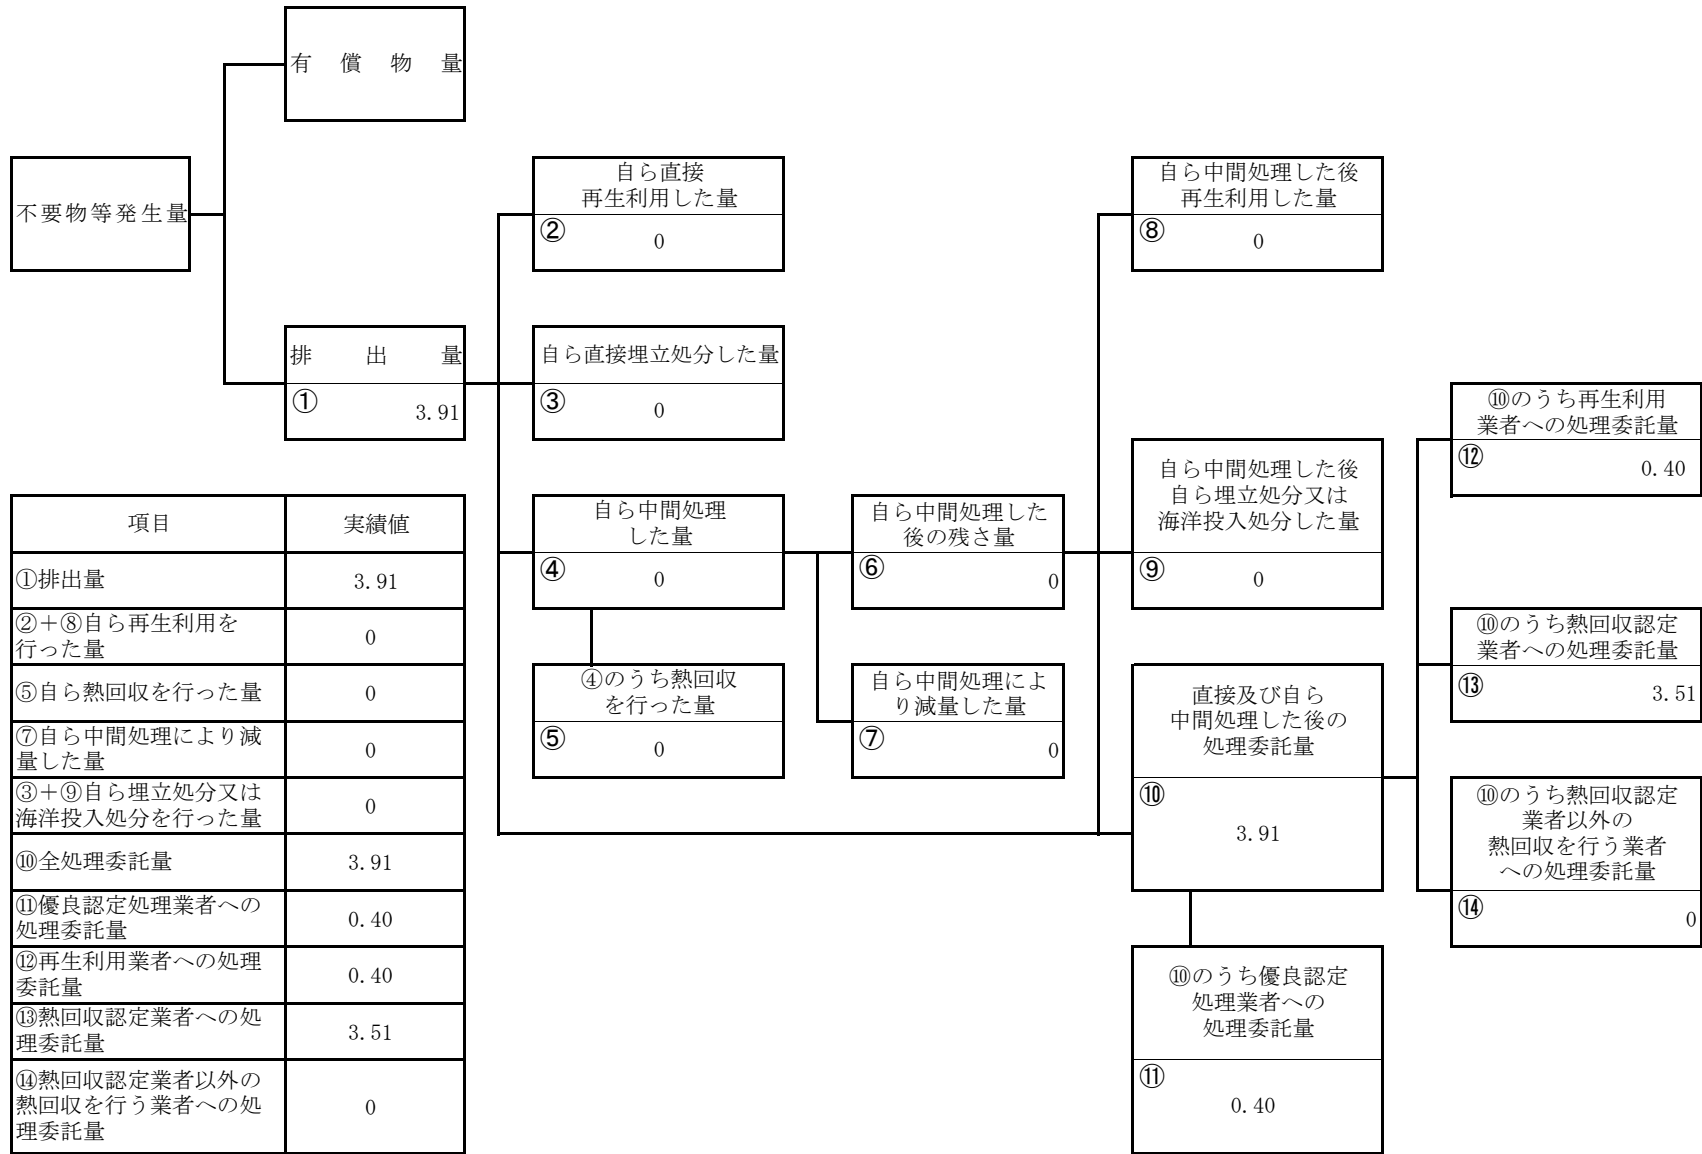 有償物量
不要物等発生量
排出量
①
3.91
自ら直接
再生利用した量
②
0
自ら直接埋立処分した量
③
0
自ら中間処理
した量
④
0
④のうち熱回収
を行った量
⑤
0
自ら中間処理した
後の残さ量
⑥
0
自ら中間処理によ
り減量した量
⑦
0
自ら中間処理した後
再生利用した量
⑧
0
自ら中間処理した後
自ら埋立処分又は
海洋投入処分した量
⑨
0
直接及び自ら
中間処理した後の
処理委託量
⑩
3.91
⑩のうち優良認定
処理業者への
処理委託量
⑪
0.40
⑩のうち再生利用
業者への処理委託量
⑫
0.40
⑩のうち熱回収認定
業者への処理委託量
⑬
3.51
⑩のうち熱回収認定
業者以外の
熱回収を行う業者
への処理委託量
⑭
0
項目 実績値
①排出量 3.91
②＋⑧自ら再生利用を
行った量
0
⑤自ら熱回収を行った量 0
⑦自ら中間処理により減
量した量
0
③＋⑨自ら埋立処分又は
海洋投入処分を行った量
0
⑩全処理委託量 3.91
⑪優良認定処理業者への
処理委託量
0.40
⑫再生利用業者への処理
委託量
0.40
⑬熱回収認定業者への処
理委託量
3.51
⑭熱回収認定業者以外の
熱回収を行う業者への処
理委託量
0